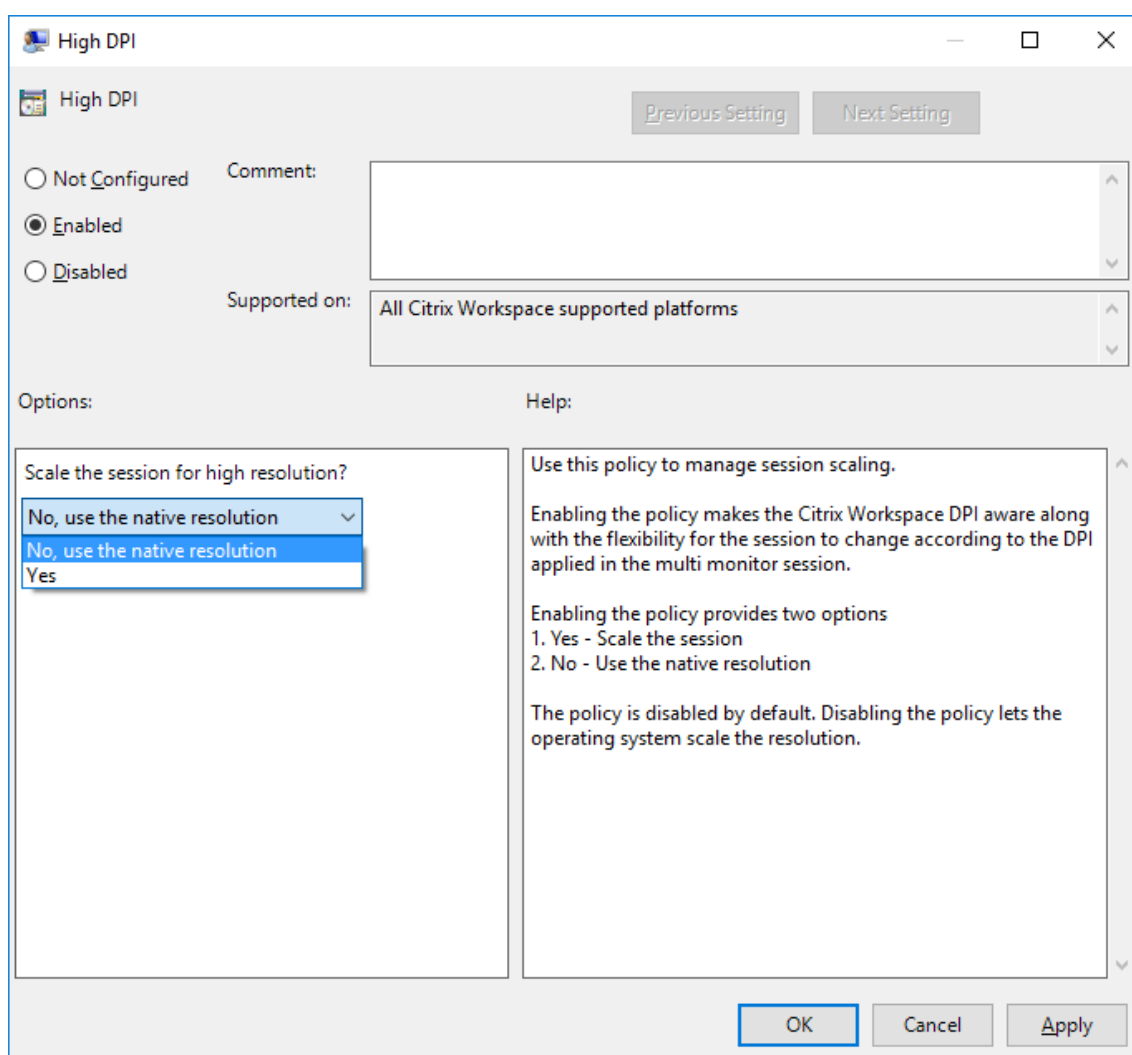 High DPI
High DPI
Previous Setting
Next Setting
Not Configured
Comment:
Enabled
Disabled
Supported on:
All Citrix Workspace supported platforms
Options:
Help:
Scale the session for high resolution?
No, use the native resolution
No, use the native resolution
Yes
Use this policy to manage session scaling.
Enabling the policy makes the Citrix Workspace DPI aware along
with the flexibility for the session to change according to the DPI
applied in the multi monitor session.
Enabling the policy provides two options
1. Yes - Scale the session
2. No - Use the native resolution
The policy is disabled by default. Disabling the policy lets the
operating system scale the resolution.
OK
Cancel
Apply